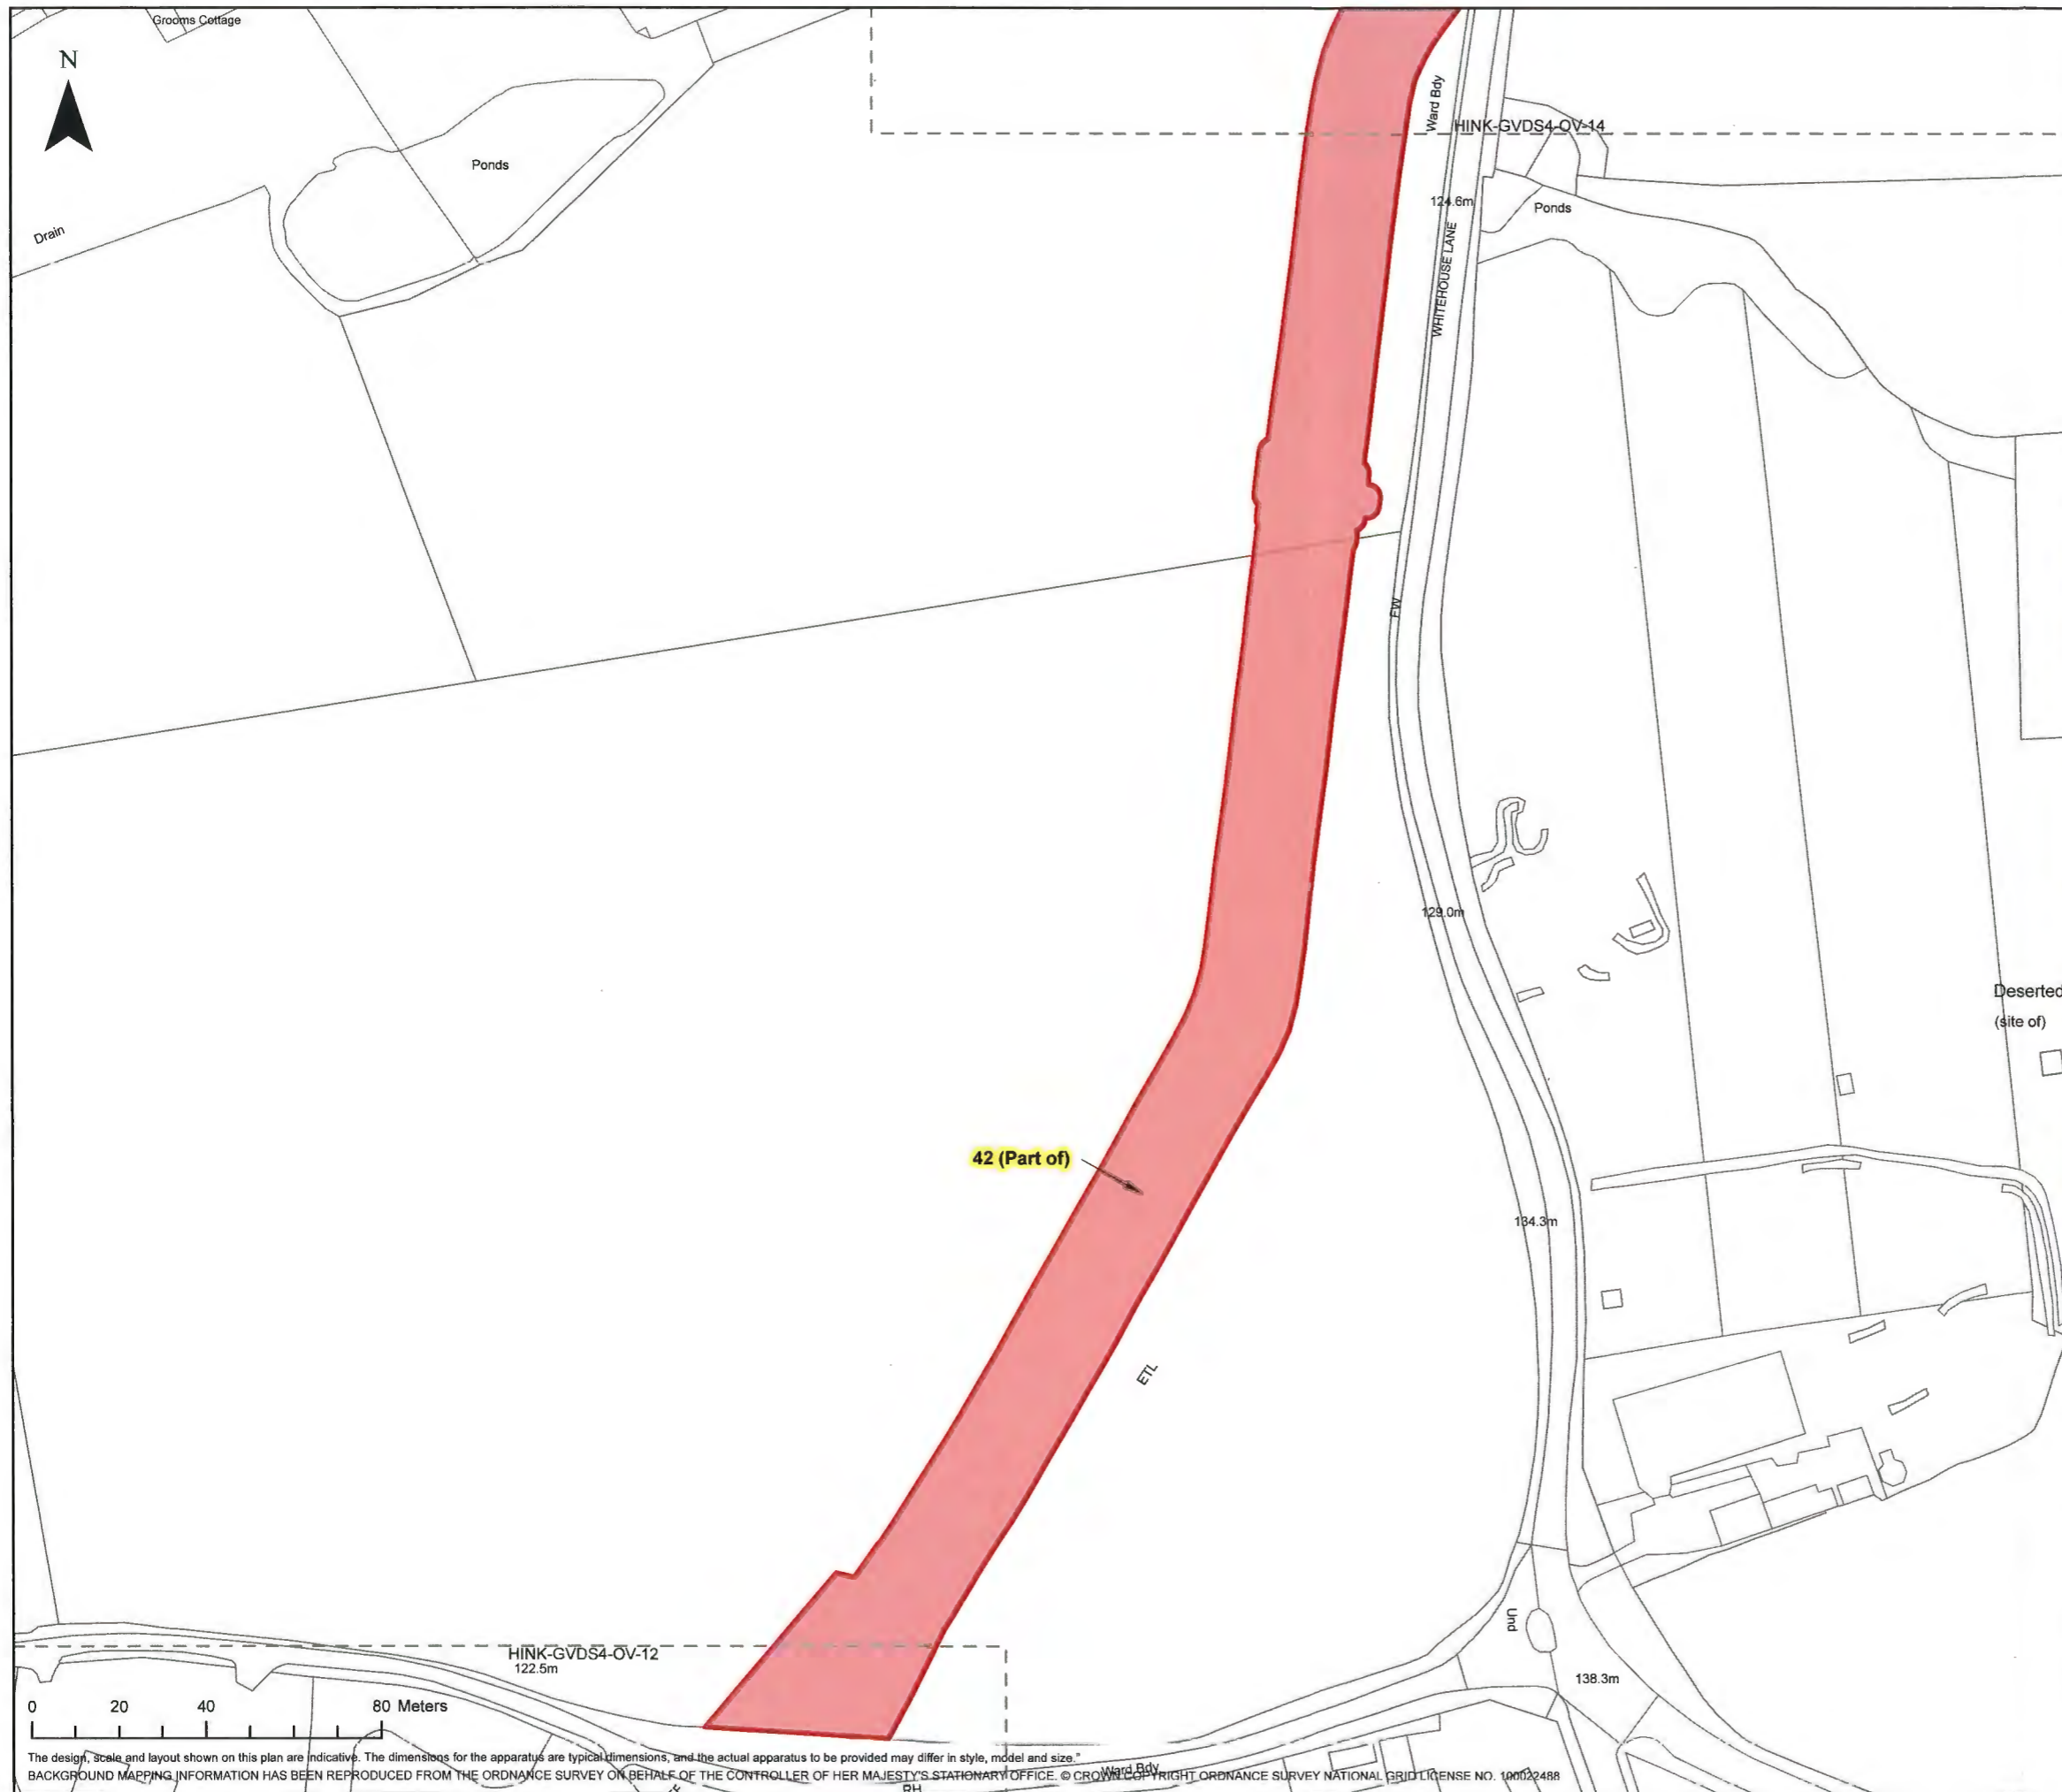 Grooms Cottage
N
Ward Bdy
HINK-GVDS4-OV-14
Ponds
124.6m
Ponds
Drain
WHITEHOUSE LANE
FW
129.0m
Deserted
(site of)
42 (Part of)
134.3m
ETL
Und
HINK-GVDS4-OV-12
122.5m
138.3m
0 20 40 80 Meters
The design, scale and layout shown on this plan are indicative. The dimensions for the apparatus are typical dimensions, and the actual apparatus to be provided may differ in style, model and size."
Ward Bdy
BACKGROUND MAPPING INFORMATION HAS BEEN REPRODUCED FROM THE ORDNANCE SURVEY ON BEHALF OF THE CONTROLLER OF HER MAJESTY'S STATIONARY OFFICE. © CROWN COPYRIGHT ORDNANCE SURVEY NATIONAL GRID LICENSE NO. 100022488
RH